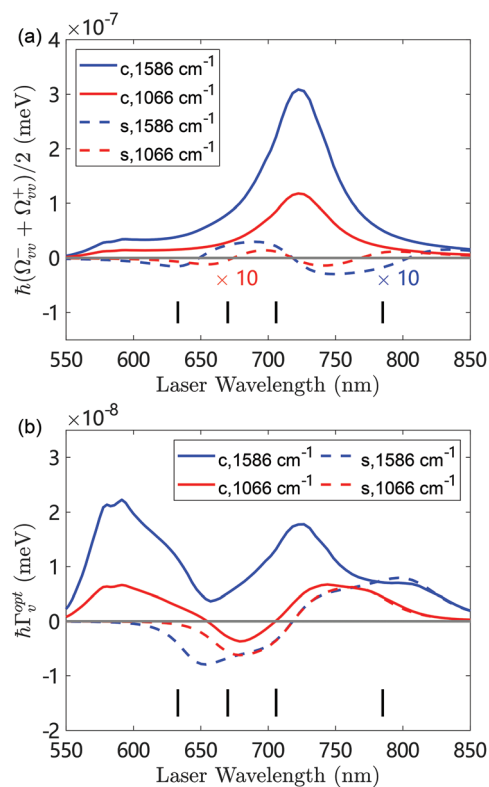 (a)
×10⁻⁷
4
3
2
1
0
-1
ℏ(Ω⁻ᵥᵥ + Ω⁺ᵥᵥ)/2 (meV)
c,1586 cm⁻¹
c,1066 cm⁻¹
s,1586 cm⁻¹
s,1066 cm⁻¹
× 10 × 10
550 600 650 700 750 800 850
Laser Wavelength (nm)
(b)
×10⁻⁸
3
2
1
0
-1
-2
ℏΓᵥᵒᵖᵗ (meV)
c,1586 cm⁻¹ s,1586 cm⁻¹
c,1066 cm⁻¹ s,1066 cm⁻¹
550 600 650 700 750 800 850
Laser Wavelength (nm)